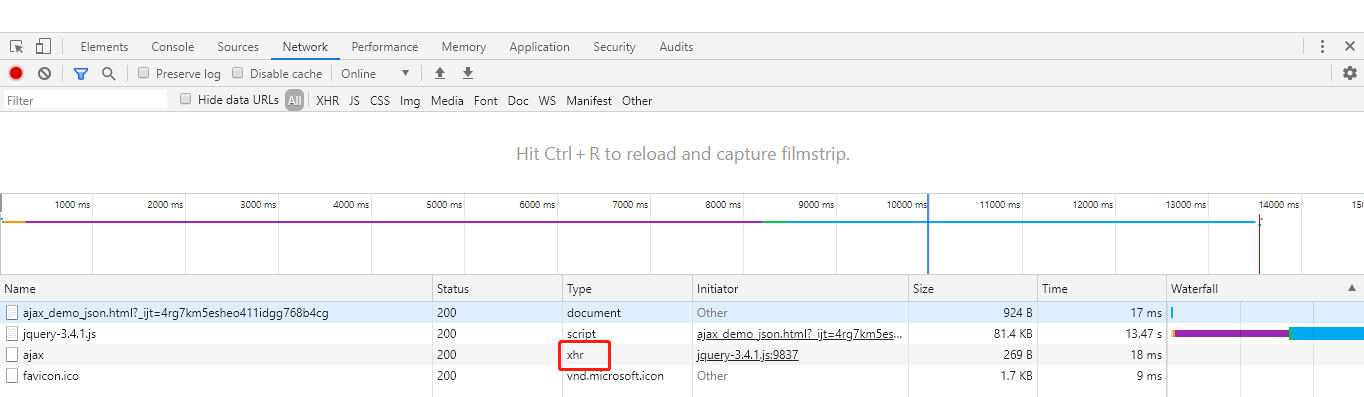 Elements Console Sources Network Performance Memory Application Security Audits
Preserve log Disable cache Online
Filter Hide data URLs All XHR JS CSS Img Media Font Doc WS Manifest Other
Hit Ctrl + R to reload and capture filmstrip.
1000 ms 2000 ms 3000 ms 4000 ms 5000 ms 6000 ms 7000 ms 8000 ms 9000 ms 10000 ms 11000 ms 12000 ms 13000 ms 14000 ms 150
Name Status Type Initiator Size Time Waterfall
ajax_demo_json.html?_ijt=4rg7km5esheo411idgg768b4cg 200 document Other 924 B 17 ms
jquery-3.4.1.js 200 script ajax_demo_json.html?_ijt=4rg7km5es... 81.4 KB 13.47 s
ajax 200 xhr jquery-3.4.1.js:9837 269 B 18 ms
favicon.ico 200 vnd.microsoft.icon Other 1.7 KB 9 ms